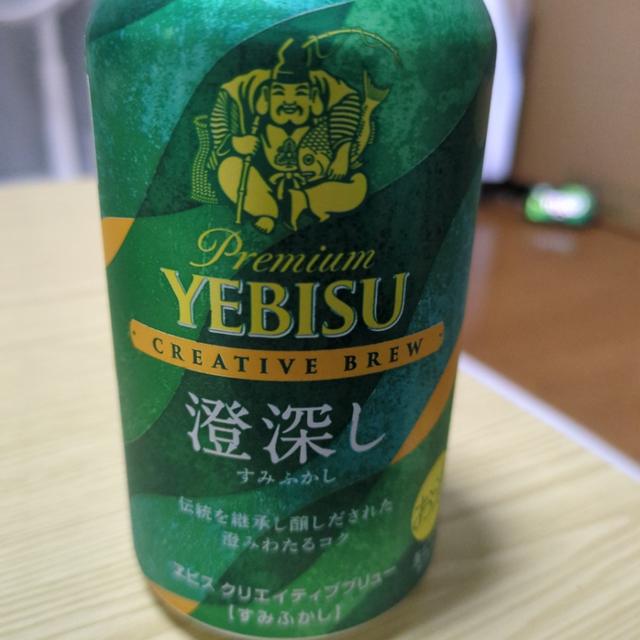 Premium
YEBISU
CREATIVE BREW
澄深し
すみふかし
伝統を継承し醸しだされた
澄みわたるコク
ヱビス クリエイティブブリュー
[すみふかし]